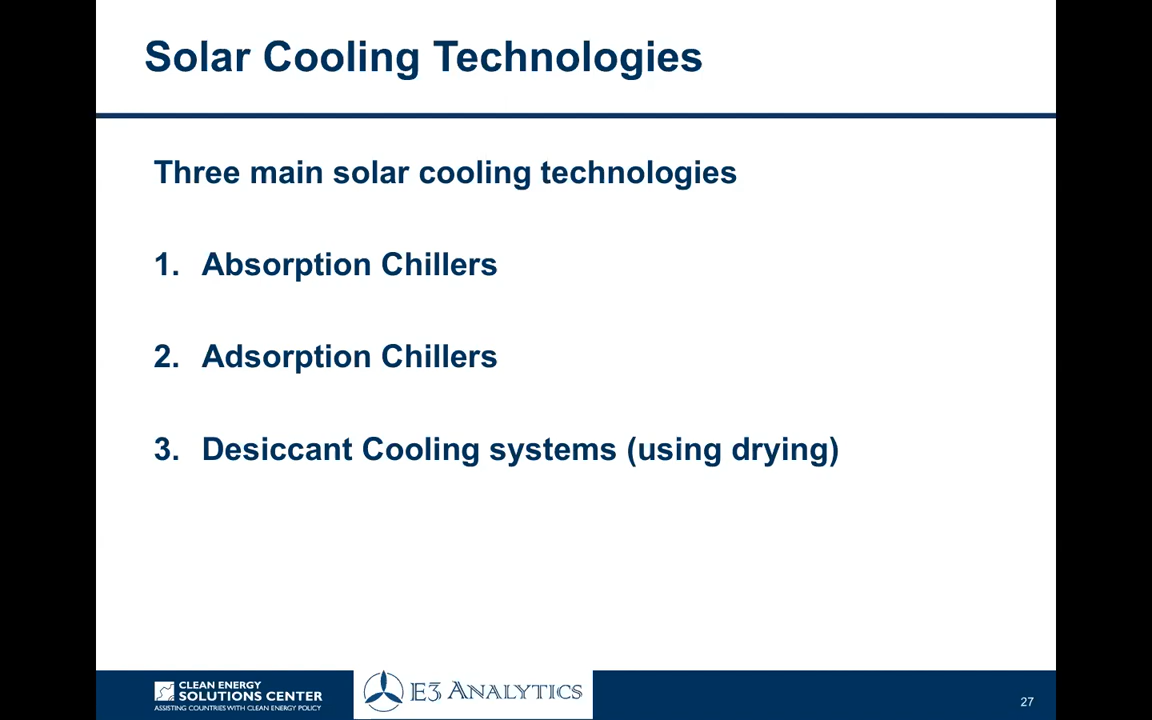 Solar Cooling Technologies
Three main solar cooling technologies
1. Absorption Chillers
2. Adsorption Chillers
3. Desiccant Cooling systems (using drying)
CLEAN ENERGY
SOLUTIONS CENTER
ASSISTING COUNTRIES WITH CLEAN ENERGY POLICY
E3 ANALYTICS
27